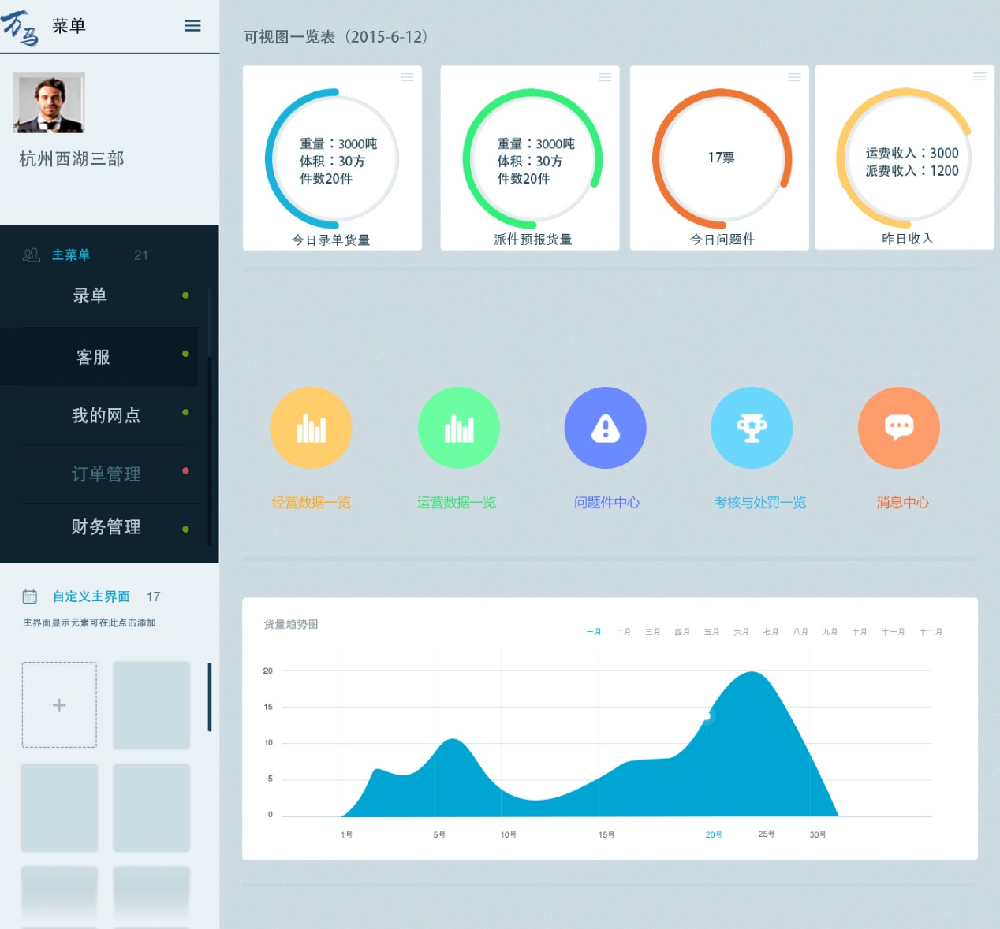 万马
菜单
杭州西湖三部
主菜单 21
录单
客服
我的网点
订单管理
财务管理
自定义主界面 17
主界面显示元素可在此点击添加
+
可视图一览表（2015-6-12）
重量：3000吨
体积：30方
件数20件
今日录单货量
重量：3000吨
体积：30方
件数20件
派件预报货量
17票
今日问题件
运费收入：3000
派费收入：1200
昨日收入
经营数据一览
运营数据一览
问题件中心
考核与处罚一览
消息中心
货量趋势图
一月 二月 三月 四月 五月 六月 七月 八月 九月 十月 十一月 十二月
20
15
10
5
0
1号 5号 10号 15号 20号 25号 30号